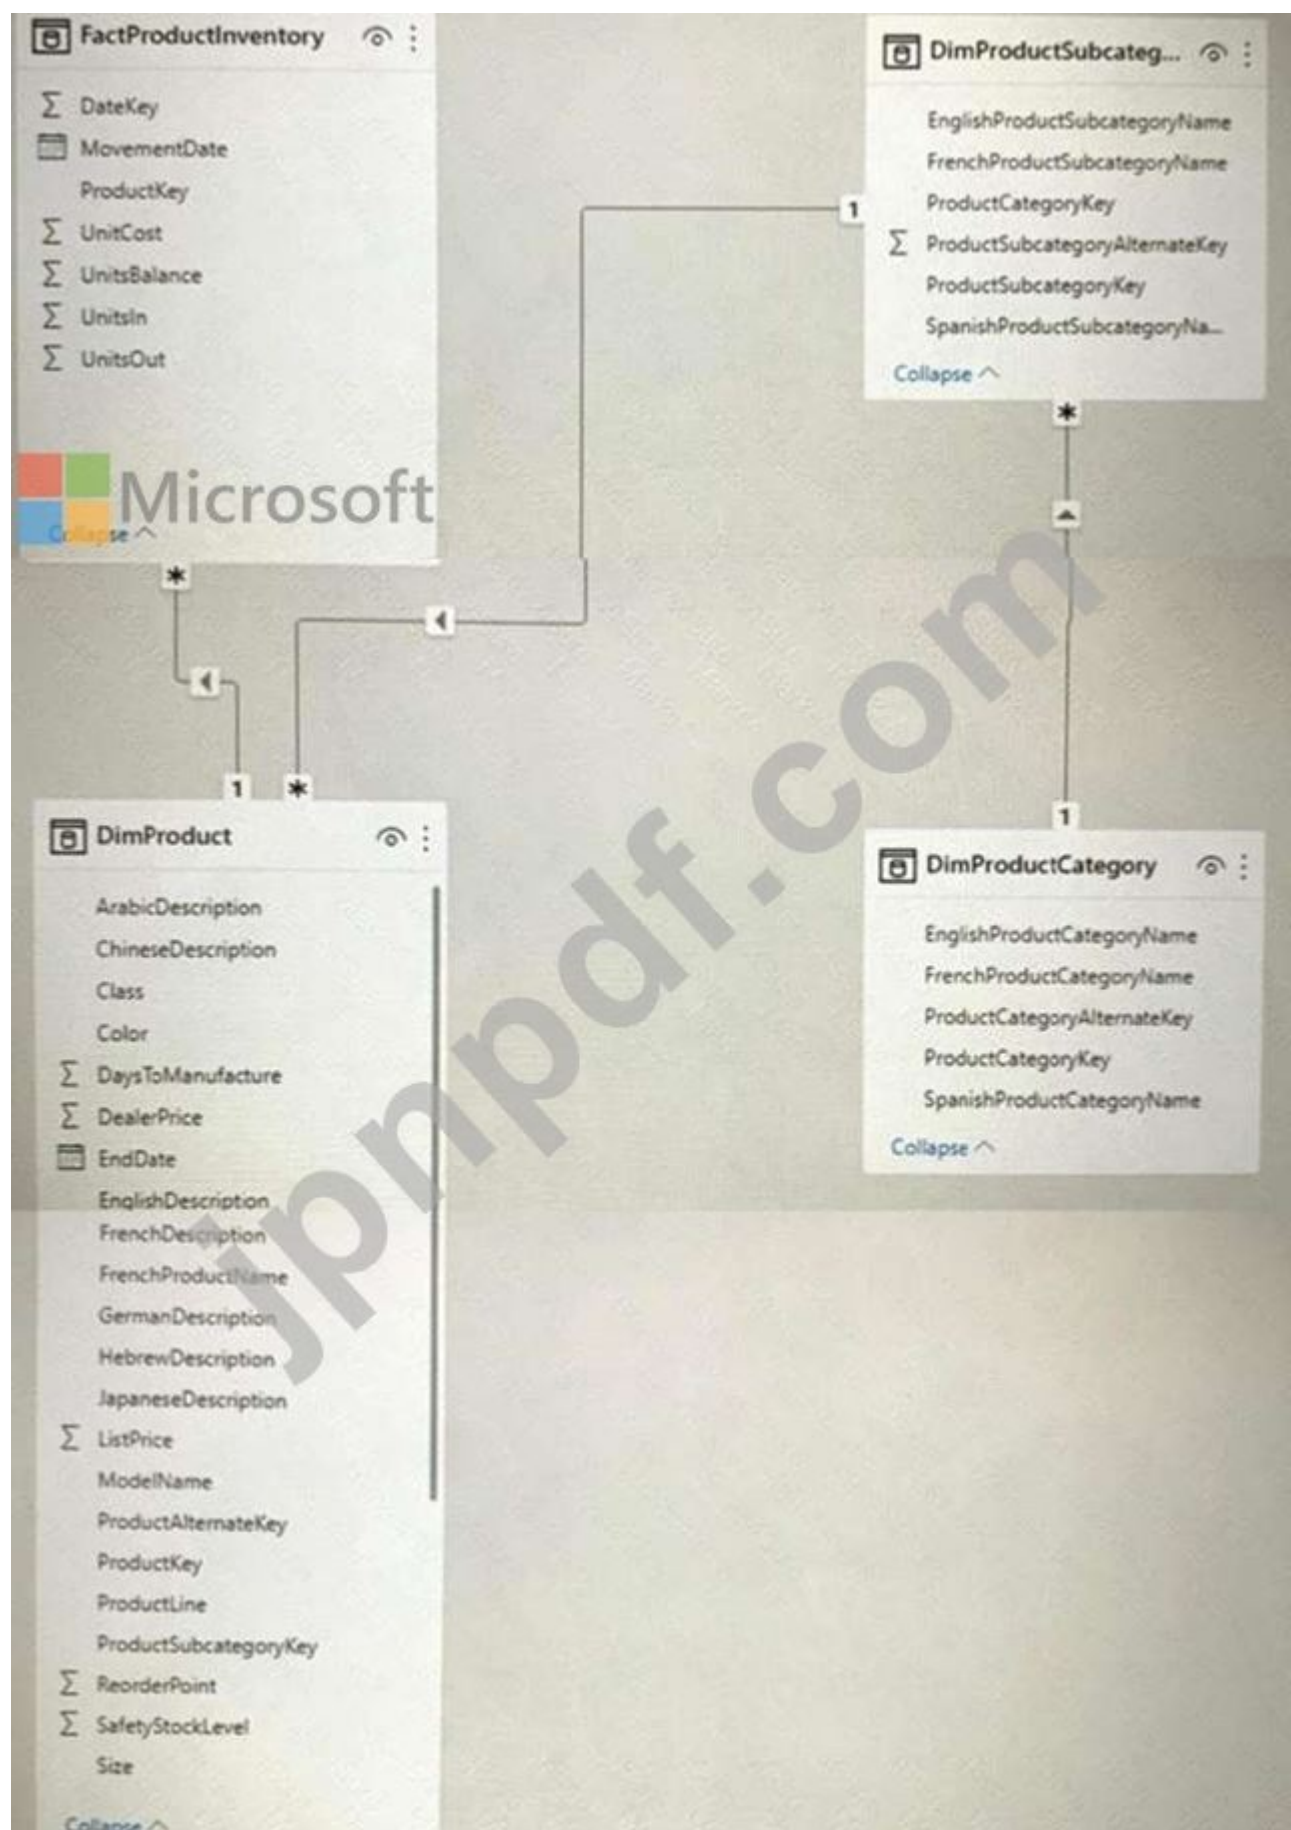 FactProductInventory
DateKey
MovementDate
ProductKey
UnitCost
UnitsBalance
UnitsIn
UnitsOut
Microsoft
Collapse
*
1
DimProductSubcateg...
EnglishProductSubcategoryName
FrenchProductSubcategoryName
ProductCategoryKey
ProductSubcategoryAlternateKey
ProductSubcategoryKey
SpanishProductSubcategoryNa...
Collapse
1
*
*
1
DimProduct
ArabicDescription
ChineseDescription
Class
Color
DaysToManufacture
DealerPrice
EndDate
EnglishDescription
FrenchDescription
FrenchProductName
GermanDescription
HebrewDescription
JapaneseDescription
ListPrice
ModelName
ProductAlternateKey
ProductKey
ProductLine
ProductSubcategoryKey
ReorderPoint
SafetyStockLevel
Size
Collapse
DimProductCategory
EnglishProductCategoryName
FrenchProductCategoryName
ProductCategoryAlternateKey
ProductCategoryKey
SpanishProductCategoryName
Collapse
jpnpdf.com